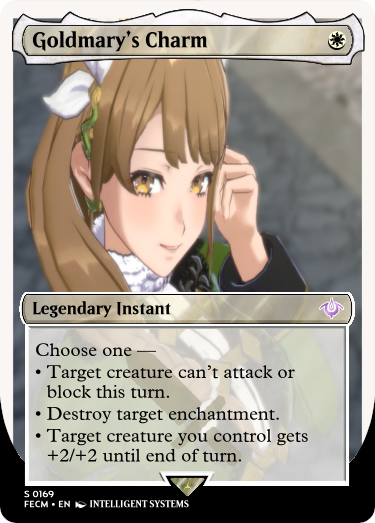 Goldmary's Charm
Legendary Instant
Choose one —
• Target creature can't attack or
block this turn.
• Destroy target enchantment.
• Target creature you control gets
+2/+2 until end of turn.
S 0169
FECM • EN INTELLIGENT SYSTEMS